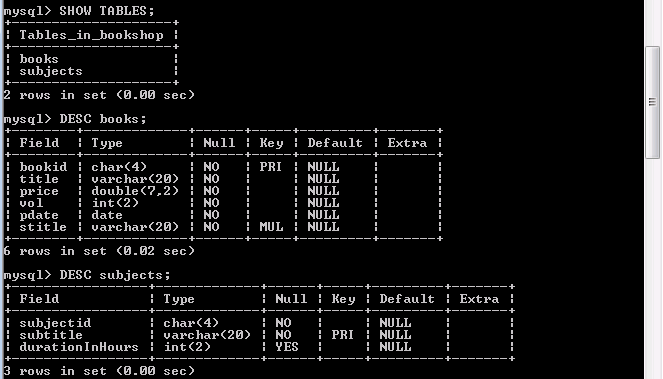 mysql> SHOW TABLES;
+--------------------+
| Tables_in_bookshop |
+--------------------+
| books              |
| subjects           |
+--------------------+
2 rows in set (0.00 sec)
mysql> DESC books;
+---------+-------------+------+-----+---------+-------+
| Field   | Type        | Null | Key | Default | Extra |
+---------+-------------+------+-----+---------+-------+
| bookid  | char(4)     | NO   | PRI | NULL    |       |
| title   | varchar(20) | NO   |     | NULL    |       |
| price   | double(7,2) | NO   |     | NULL    |       |
| vol     | int(2)      | NO   |     | NULL    |       |
| pdate   | date        | NO   |     | NULL    |       |
| stitle  | varchar(20) | NO   | MUL | NULL    |       |
+---------+-------------+------+-----+---------+-------+
6 rows in set (0.02 sec)
mysql> DESC subjects;
+-----------------+-------------+------+-----+---------+-------+
| Field           | Type        | Null | Key | Default | Extra |
+-----------------+-------------+------+-----+---------+-------+
| subjectid       | char(4)     | NO   |     | NULL    |       |
| subtitle        | varchar(20) | NO   | PRI | NULL    |       |
| durationInHours | int(2)      | YES  |     | NULL    |       |
+-----------------+-------------+------+-----+---------+-------+
3 rows in set (0.00 sec)